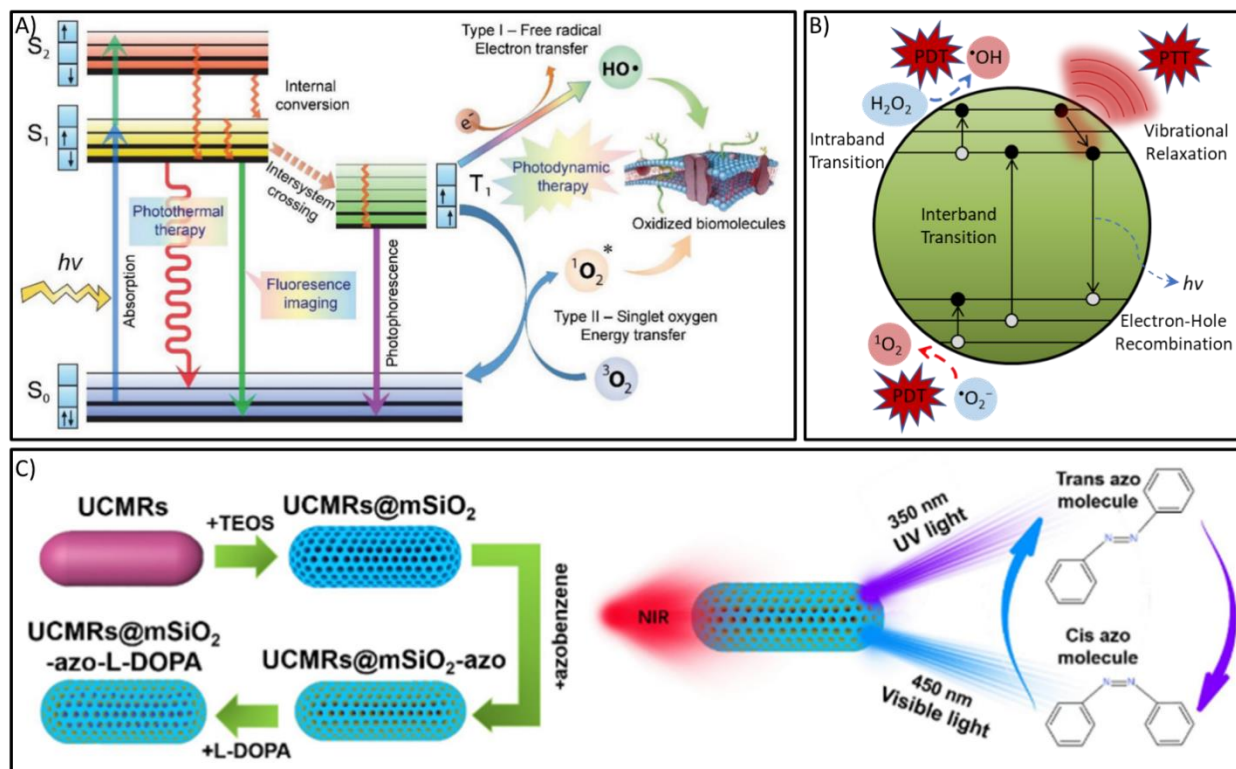 A)
S₂
S₁
S₀
hv
Absorption
Photothermal
therapy
Internal
conversion
Intersystem
crossing
Fluoresence
imaging
Photophorescence
T₁
Type I – Free radical
Electron transfer
e⁻
HO•
Photodynamic
therapy
Oxidized biomolecules
¹O₂*
Type II – Singlet oxygen
Energy transfer
³O₂
B)
PDT
•OH
H₂O₂
PTT
Intraband
Transition
Vibrational
Relaxation
Interband
Transition
hv
Electron-Hole
Recombination
¹O₂
PDT
•O₂⁻
C)
UCMRs
+TEOS
UCMRs@mSiO₂
+azobenzene
UCMRs@mSiO₂
-azo-L-DOPA
UCMRs@mSiO₂-azo
+L-DOPA
NIR
350 nm
UV light
450 nm
Visible light
Trans azo
molecule
N=N
Cis azo
molecule
N=N